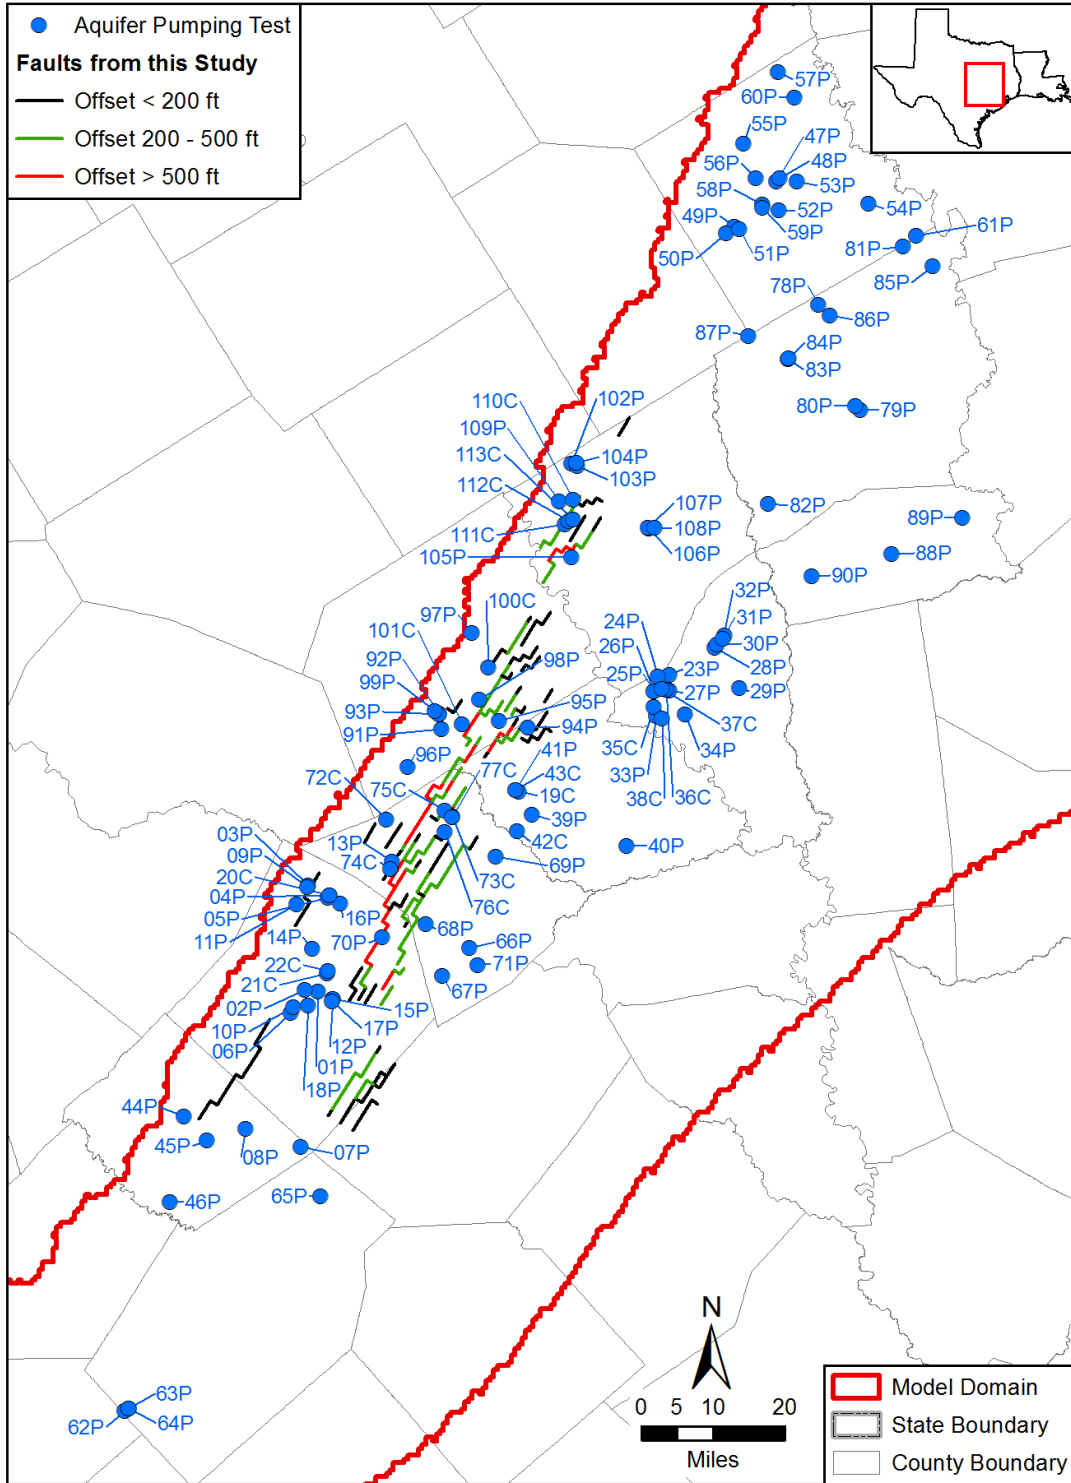 Aquifer Pumping Test
Faults from this Study
Offset < 200 ft
Offset 200 - 500 ft
Offset > 500 ft
57P
60P
55P
47P
56P
48P
53P
58P
54P
49P
52P
59P
61P
50P
51P
81P
85P
78P
86P
87P
84P
83P
80P
79P
110C
102P
109P
104P
113C
103P
112C
107P
82P
89P
111C
108P
105P
106P
88P
90P
32P
100C
97P
24P
31P
101C
26P
30P
92P
98P
25P
23P
28P
99P
27P
29P
93P
95P
37C
91P
94P
35C
34P
41P
33P
96P
77C
43C
38C
36C
72C
75C
19C
39P
03P
13P
42C
40P
09P
74C
69P
20C
73C
04P
76C
05P
16P
11P
68P
14P
70P
66P
22C
71P
21C
67P
02P
15P
10P
17P
06P
12P
01P
18P
44P
45P
08P
07P
46P
65P
N
63P
62P
64P
0 5 10 20
Miles
Model Domain
State Boundary
County Boundary